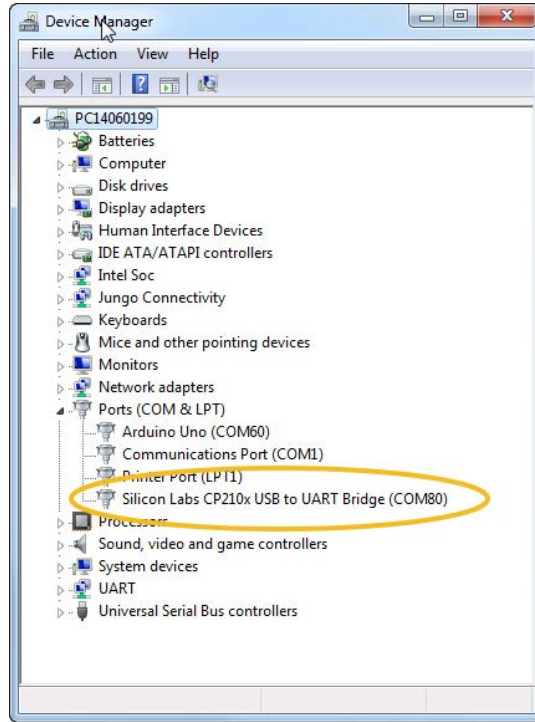 Device Manager
File Action View Help
PC14060199
Batteries
Computer
Disk drives
Display adapters
Human Interface Devices
IDE ATA/ATAPI controllers
Intel Soc
Jungo Connectivity
Keyboards
Mice and other pointing devices
Monitors
Network adapters
Ports (COM & LPT)
Arduino Uno (COM60)
Communications Port (COM1)
Printer Port (LPT1)
Silicon Labs CP210x USB to UART Bridge (COM80)
Processors
Sound, video and game controllers
System devices
UART
Universal Serial Bus controllers